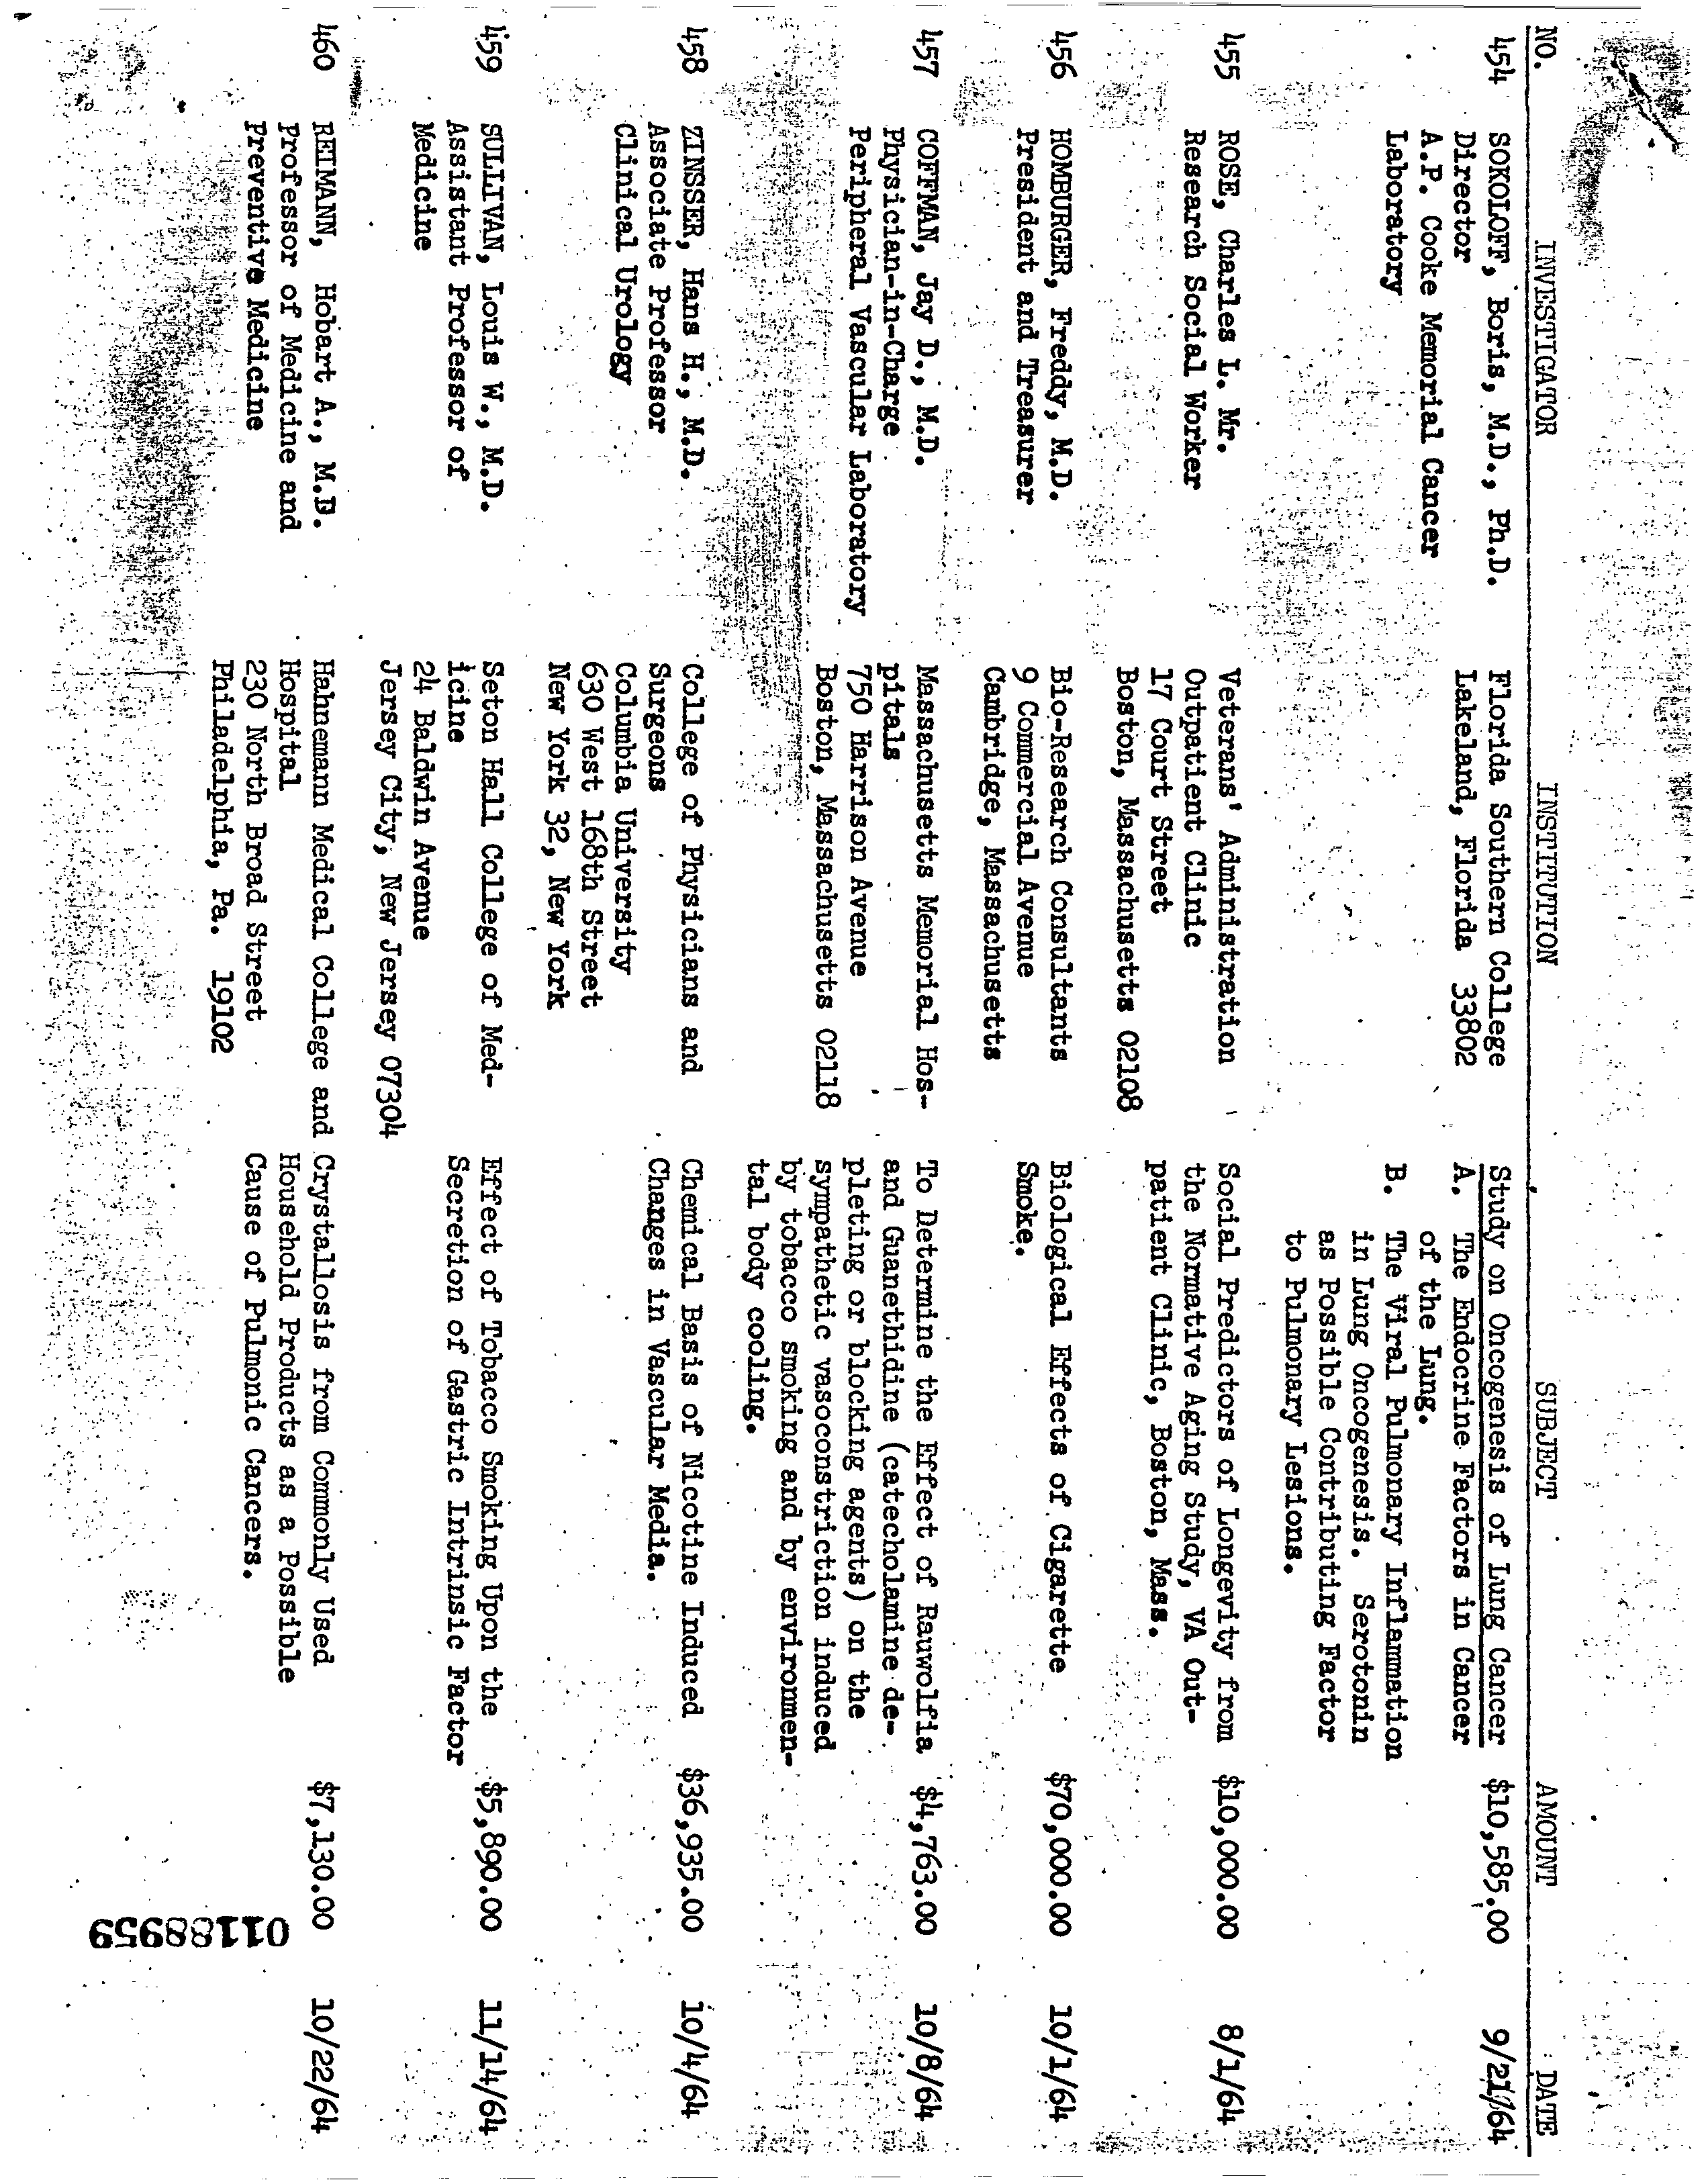 NO. INVESTIGATOR INSTITUTION SUBJECT AMOUNT DATE
454 SOKOLOFF, Boris, M.D., Ph.D. Florida Southern College Study on Oncogenesis of Lung Cancer $10,585.00 9/21/64
Director Lakeland, Florida 33802 A. The Endocrine Factors in Cancer
A.P. Cooke Memorial Cancer of the Lung.
Laboratory B. The Viral Pulmonary Inflammation
in Lung Oncogenesis. Serotonin
as Possible Contributing Factor
to Pulmonary Lesions.
455 ROSE, Charles L. Mr. Veterans' Administration Social Predictors of Longevity from $10,000.00 8/1/64
Research Social Worker Outpatient Clinic the Normative Aging Study, VA Out-
17 Court Street patient Clinic, Boston, Mass.
Boston, Massachusetts 02108
456 HOMBURGER, Freddy, M.D. Bio-Research Consultants Biological Effects of Cigarette $70,000.00 10/1/64
President and Treasurer 9 Commercial Avenue Smoke.
Cambridge, Massachusetts
457 COFFMAN, Jay D., M.D. Massachusetts Memorial Hos- To Determine the Effect of Rauwolfia $4,763.00 10/8/64
Physician-in-Charge pitals and Guanethidine (catecholamine de-
Peripheral Vascular Laboratory 750 Harrison Avenue pleting or blocking agents) on the
Boston, Massachusetts 02118 sympathetic vasoconstriction induced
by tobacco smoking and by environmen-
tal body cooling.
458 ZINSSER, Hans H., M.D. College of Physicians and Chemical Basis of Nicotine Induced $36,935.00 10/4/64
Associate Professor Surgeons Changes in Vascular Media.
Clinical Urology Columbia University
630 West 168th Street
New York 32, New York
459 SULLIVAN, Louis W., M.D. Seton Hall College of Med- Effect of Tobacco Smoking Upon the $5,890.00 11/14/64
Assistant Professor of icine Secretion of Gastric Intrinsic Factor
Medicine 24 Baldwin Avenue
Jersey City, New Jersey 07304
460 REIMANN, Hobart A., M.D. Hahnemann Medical College and Crystallosis from Commonly Used $7,130.00 10/22/64
Professor of Medicine and Hospital Household Products as a Possible
Preventive Medicine 230 North Broad Street Cause of Pulmonic Cancers.
Philadelphia, Pa. 19102
01188959